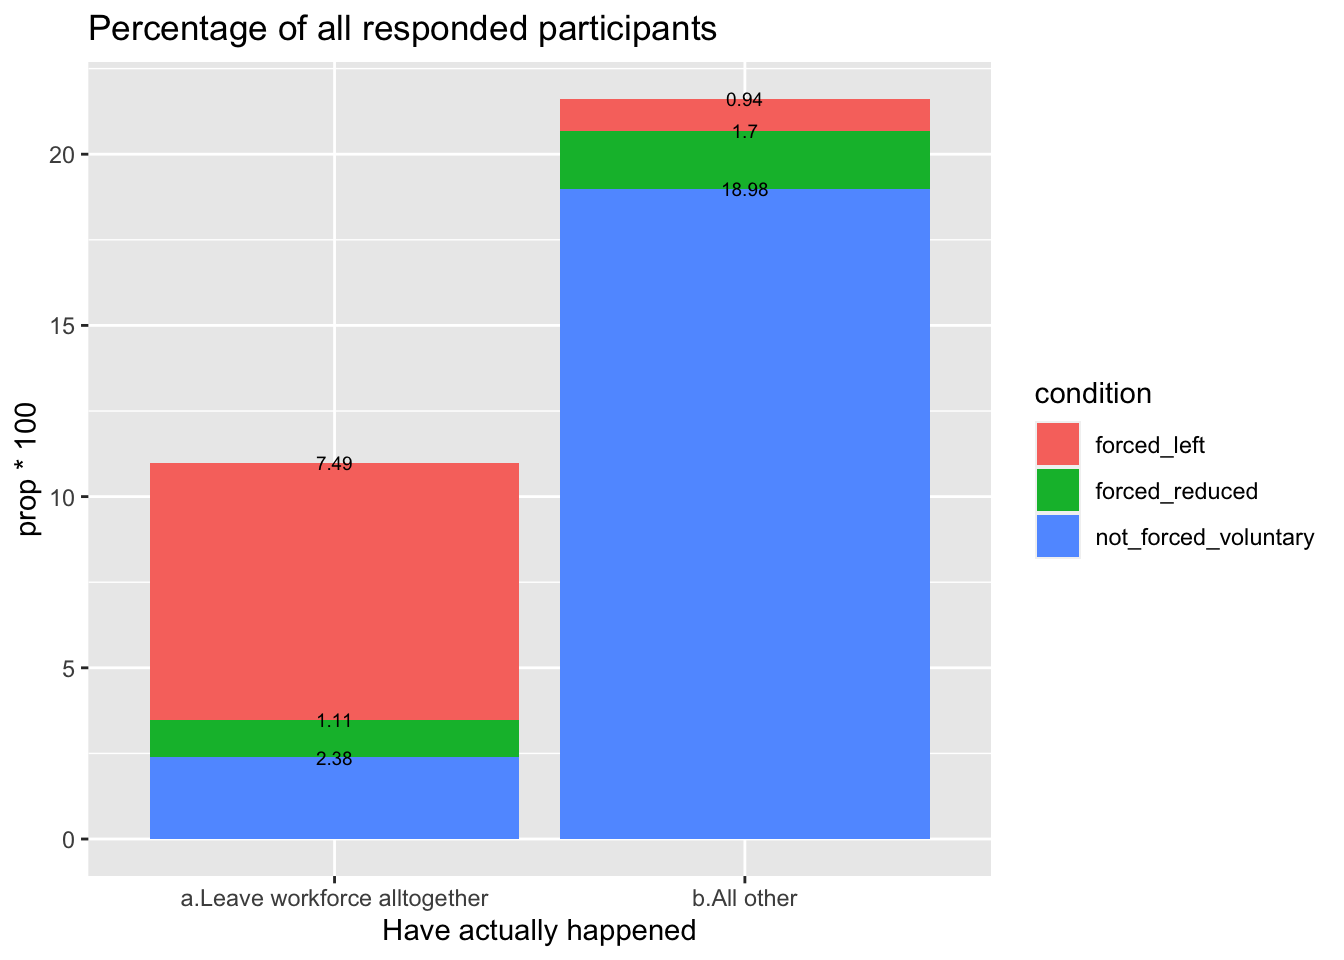 Percentage of all responded participants
prop * 100
20
15
10
5
0
7.49
1.11
2.38
0.94
1.7
18.98
a.Leave workforce alltogether
b.All other
Have actually happened
condition
forced_left
forced_reduced
not_forced_voluntary